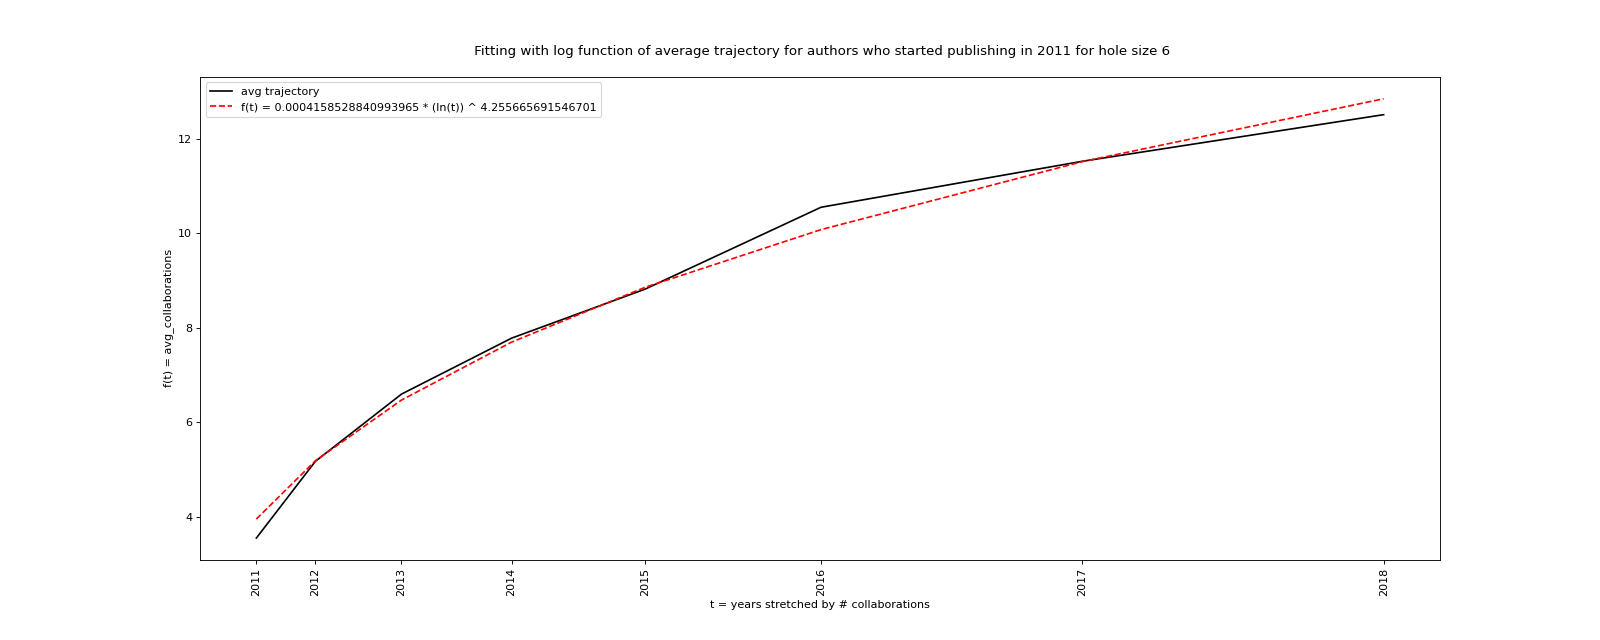 Fitting with log function of average trajectory for authors who started publishing in 2011 for hole size 6
avg trajectory
f(t) = 0.0004158528840993965 * (ln(t)) ^ 4.255665691546701
12
10
8
6
4
f(t) = avg_collaborations
2011
2012
2013
2014
2015
2016
2017
2018
t = years stretched by # collaborations